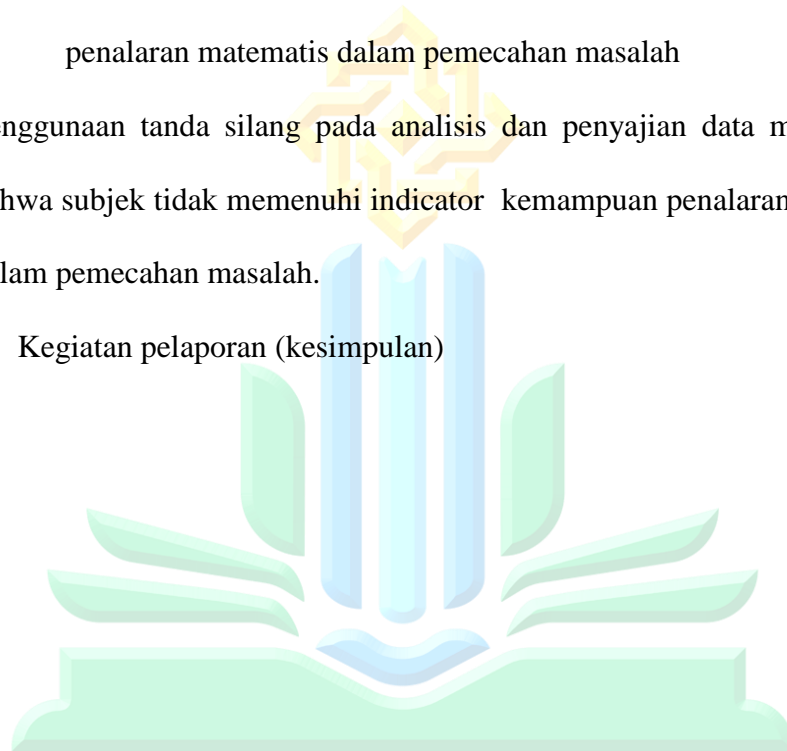 penalaran matematis dalam pemecahan masalah
enggunaan tanda silang pada analisis dan penyajian data m
hwa subjek tidak memenuhi indicator kemampuan penalaran
lam pemecahan masalah.
Kegiatan pelaporan (kesimpulan)